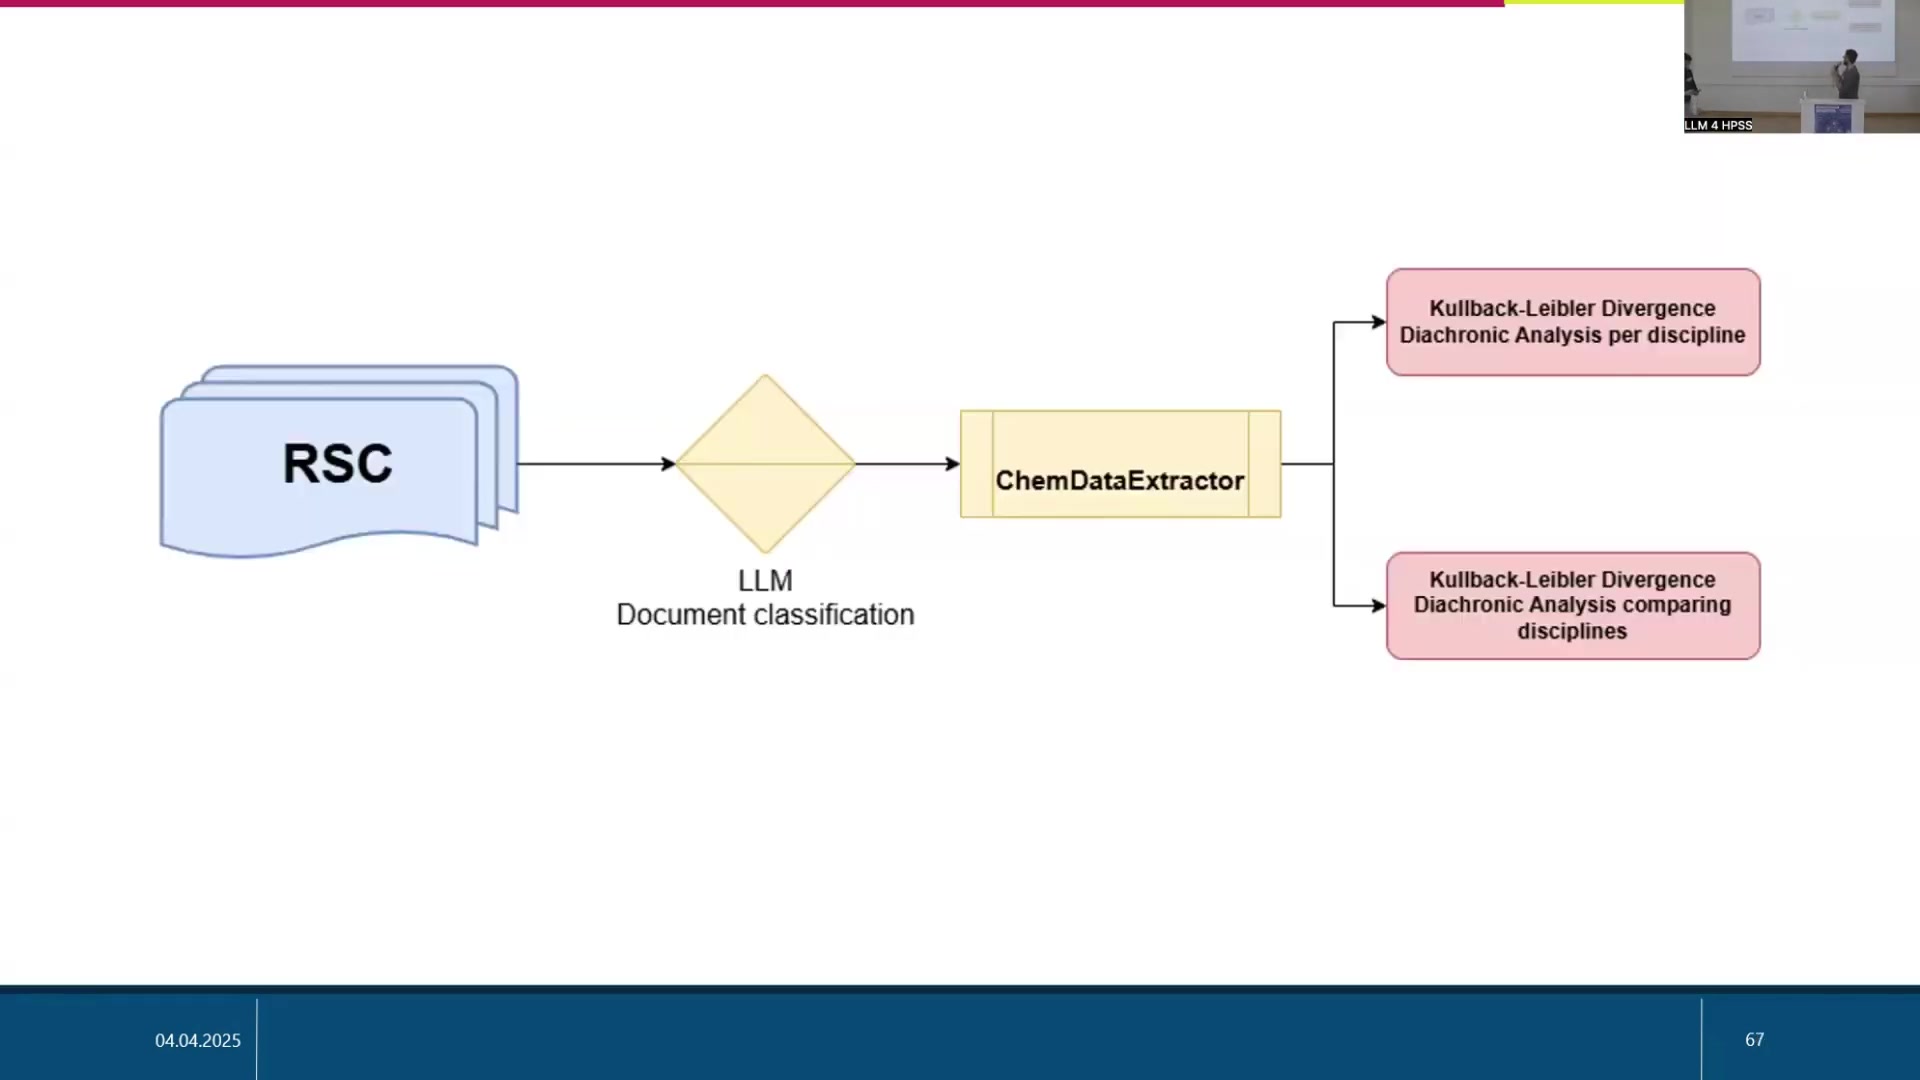 LLM 4 HPSS
RSC
LLM
Document classification
ChemDataExtractor
Kullback-Leibler Divergence
Diachronic Analysis per discipline
Kullback-Leibler Divergence
Diachronic Analysis comparing
disciplines
04.04.2025
67